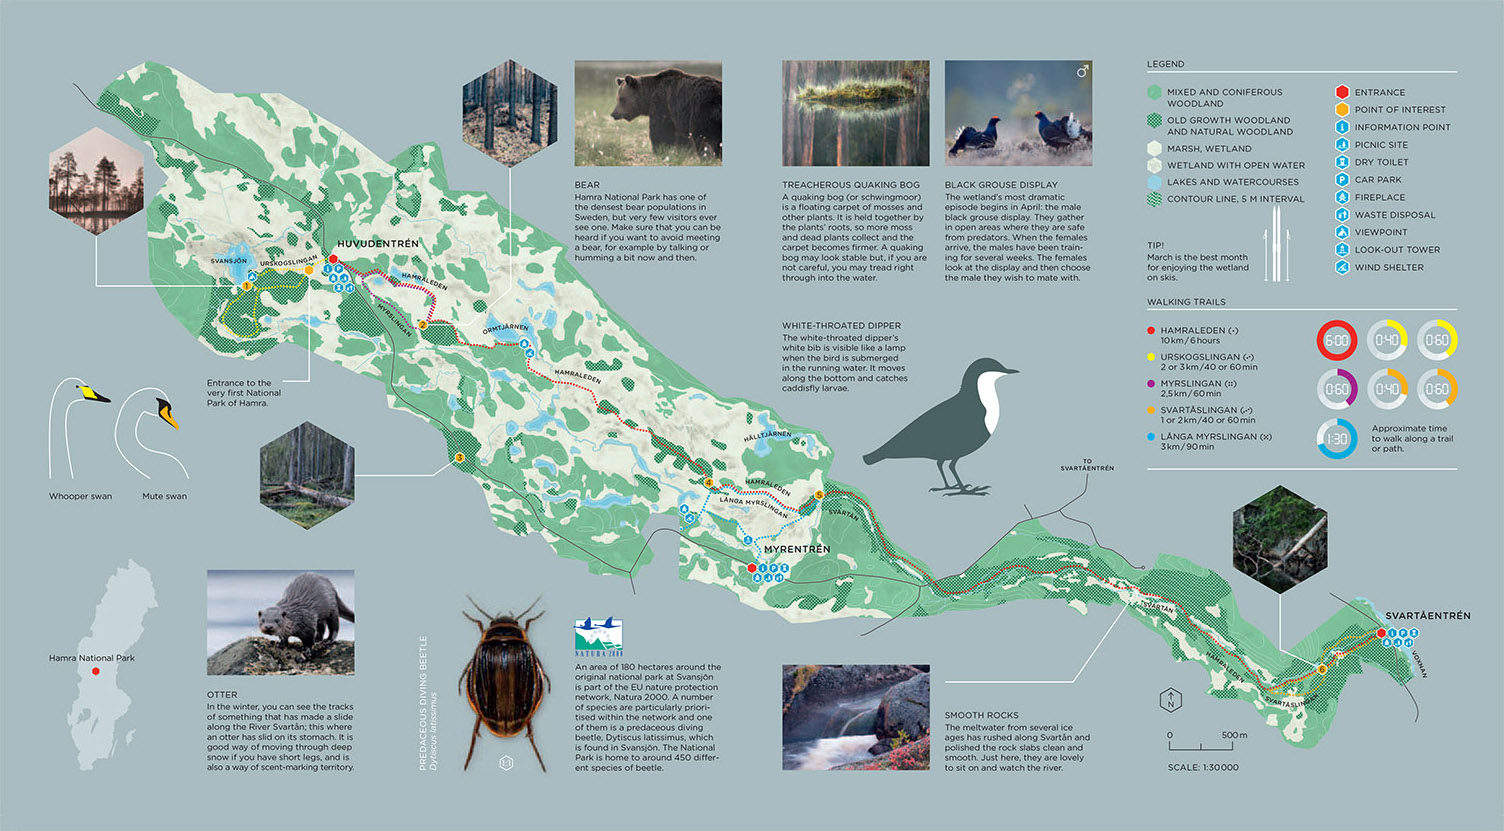 HUVUDENTRÉN
SVANSJÖN
URSKOGSLINGAN
HAMRALEDEN
MYRSLINGAN
ORMTJÄRNEN
HAMRALEDEN
HÄLLTJÄRNEN
HAMRALEDEN
LÅNGA MYRSLINGAN
SVARTÅN
MYRENTRÉN
TO
SVARTÅENTRÉN
SVARTÅN
HAMRALEDEN
SVARTÅSLINGAN
SVARTÅENTRÉN
VOXNAN
1
2
3
4
5
6
Entrance to the
very first National
Park of Hamra.
Whooper swan
Mute swan
Hamra National Park
BEAR
Hamra National Park has one of
the densest bear populations in
Sweden, but very few visitors ever
see one. Make sure that you can be
heard if you want to avoid meeting
a bear, for example by talking or
humming a bit now and then.
TREACHEROUS QUAKING BOG
A quaking bog (or schwingmoor)
is a floating carpet of mosses and
other plants. It is held together by
the plants' roots, so more moss
and dead plants collect and the
carpet becomes firmer. A quaking
bog may look stable but, if you are
not careful, you may tread right
through into the water.
♂
BLACK GROUSE DISPLAY
The wetland's most dramatic
episode begins in April: the male
black grouse display. They gather
in open areas where they are safe
from predators. When the females
arrive, the males have been train-
ing for several weeks. The females
look at the display and then choose
the male they wish to mate with.
WHITE-THROATED DIPPER
The white-throated dipper's
white bib is visible like a lamp
when the bird is submerged
in the running water. It moves
along the bottom and catches
caddisfly larvae.
LEGEND
MIXED AND CONIFEROUS
WOODLAND
OLD GROWTH WOODLAND
AND NATURAL WOODLAND
MARSH, WETLAND
WETLAND WITH OPEN WATER
LAKES AND WATERCOURSES
CONTOUR LINE, 5 M INTERVAL
ENTRANCE
POINT OF INTEREST
INFORMATION POINT
PICNIC SITE
DRY TOILET
CAR PARK
FIREPLACE
WASTE DISPOSAL
VIEWPOINT
LOOK-OUT TOWER
WIND SHELTER
TIP!
March is the best month
for enjoying the wetland
on skis.
WALKING TRAILS
HAMRALEDEN (•)
10 km / 6 hours
URSKOGSLINGAN
2 or 3 km / 40 or 60 min
MYRSLINGAN (::)
2,5 km / 60 min
SVARTÅSLINGAN
1 or 2 km / 40 or 60 min
LÅNGA MYRSLINGAN
3 km / 90 min
6:00
0:40
0:60
0:60
0:40
0:60
1:30
Approximate time
to walk along a trail
or path.
OTTER
In the winter, you can see the tracks
of something that has made a slide
along the River Svartån; this where
an otter has slid on its stomach. It is
good way of moving through deep
snow if you have short legs, and is
also a way of scent-marking territory.
PREDACEOUS DIVING BEETLE
Dytiscus latissimus
1:1
NATURA 2000
An area of 180 hectares around the
original national park at Svansjön
is part of the EU nature protection
network, Natura 2000. A number
of species are particularly priori-
tised within the network and one
of them is a predaceous diving
beetle, Dytiscus latissimus, which
is found in Svansjön. The National
Park is home to around 450 differ-
ent species of beetle.
SMOOTH ROCKS
The meltwater from several ice
ages has rushed along Svartån and
polished the rock slabs clean and
smooth. Just here, they are lovely
to sit on and watch the river.
N
0 500 m
SCALE: 1:30 000